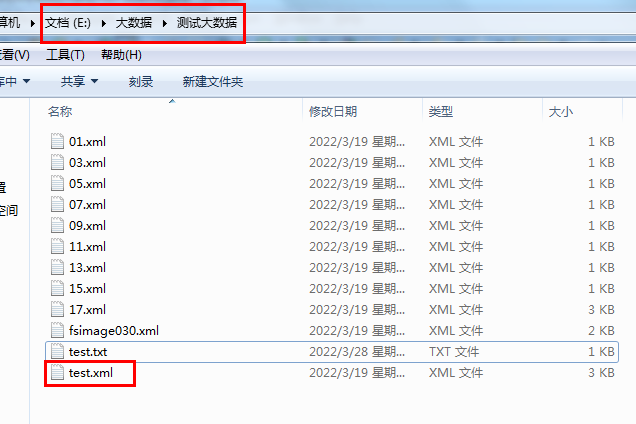 算机 文档 (E:) 大数据 测试大数据
查看(V) 工具(T) 帮助(H)
库中 共享 刻录 新建文件夹
名称 修改日期 类型 大小
01.xml 2022/3/19 星期... XML 文件 1 KB
03.xml 2022/3/19 星期... XML 文件 1 KB
05.xml 2022/3/19 星期... XML 文件 1 KB
置 07.xml 2022/3/19 星期... XML 文件 1 KB
空间 09.xml 2022/3/19 星期... XML 文件 1 KB
11.xml 2022/3/19 星期... XML 文件 1 KB
13.xml 2022/3/19 星期... XML 文件 1 KB
15.xml 2022/3/19 星期... XML 文件 1 KB
17.xml 2022/3/19 星期... XML 文件 3 KB
fsimage030.xml 2022/3/19 星期... XML 文件 2 KB
test.txt 2022/3/28 星期... TXT 文件 1 KB
test.xml 2022/3/19 星期... XML 文件 3 KB